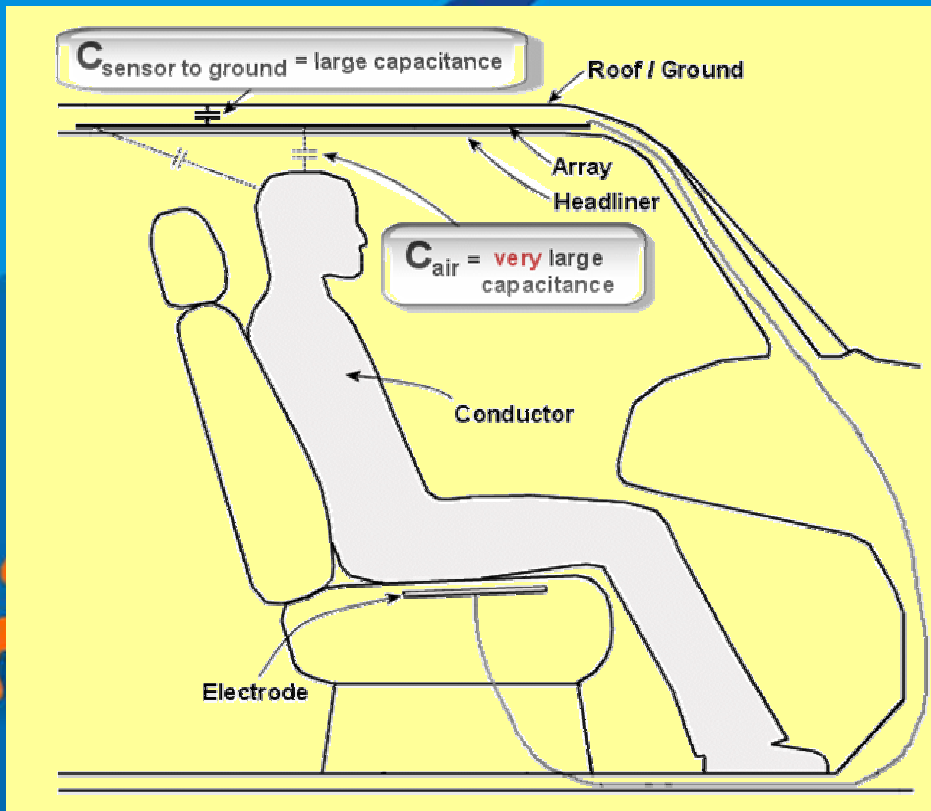 Csensor to ground = large capacitance
Roof / Ground
Array
Headliner
Cair = very large
capacitance
Conductor
Electrode